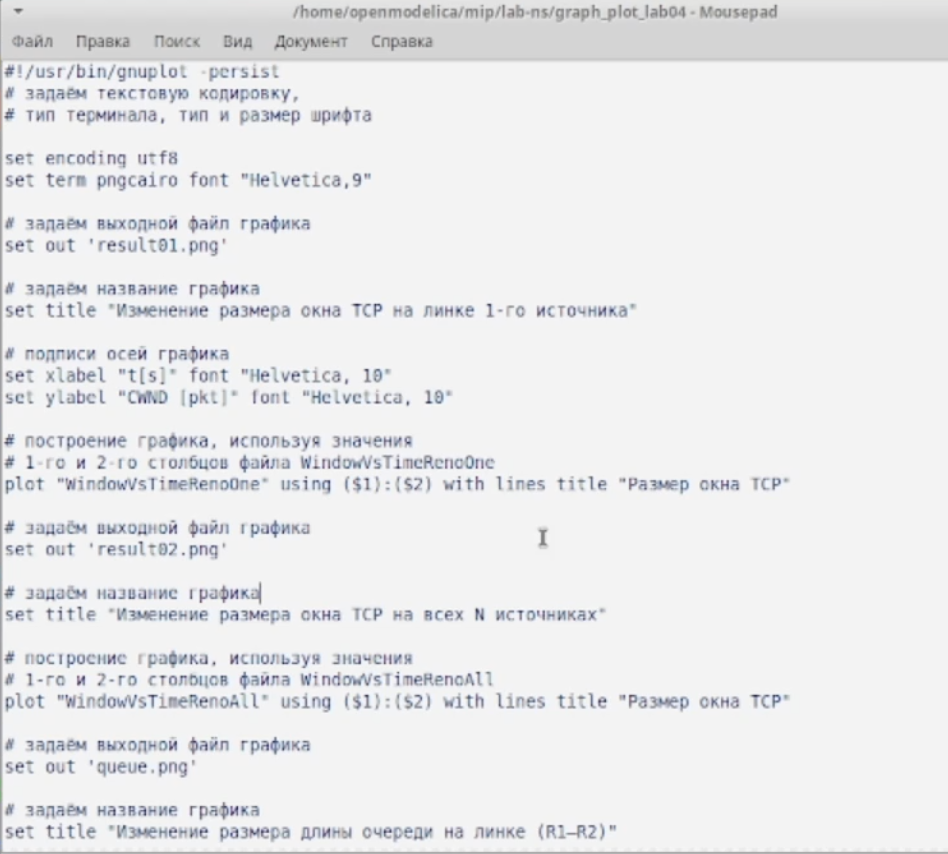 /home/openmodelica/mip/lab-ns/graph_plot_lab04 - Mousepad
Файл Правка Поиск Вид Документ Справка
#!/usr/bin/gnuplot -persist
# задаём текстовую кодировку,
# тип терминала, тип и размер шрифта
set encoding utf8
set term pngcairo font "Helvetica,9"
# задаём выходной файл графика
set out 'result01.png'
# задаём название графика
set title "Изменение размера окна TCP на линке 1-го источника"
# подписи осей графика
set xlabel "t[s]" font "Helvetica, 10"
set ylabel "CWND [pkt]" font "Helvetica, 10"
# построение графика, используя значения
# 1-го и 2-го столбцов файла WindowVsTimeRenoOne
plot "WindowVsTimeRenoOne" using ($1):($2) with lines title "Размер окна TCP"
# задаём выходной файл графика
set out 'result02.png'
# задаём название графика
set title "Изменение размера окна TCP на всех N источниках"
# построение графика, используя значения
# 1-го и 2-го столбцов файла WindowVsTimeRenoAll
plot "WindowVsTimeRenoAll" using ($1):($2) with lines title "Размер окна TCP"
# задаём выходной файл графика
set out 'queue.png'
# задаём название графика
set title "Изменение размера длины очереди на линке (R1–R2)"